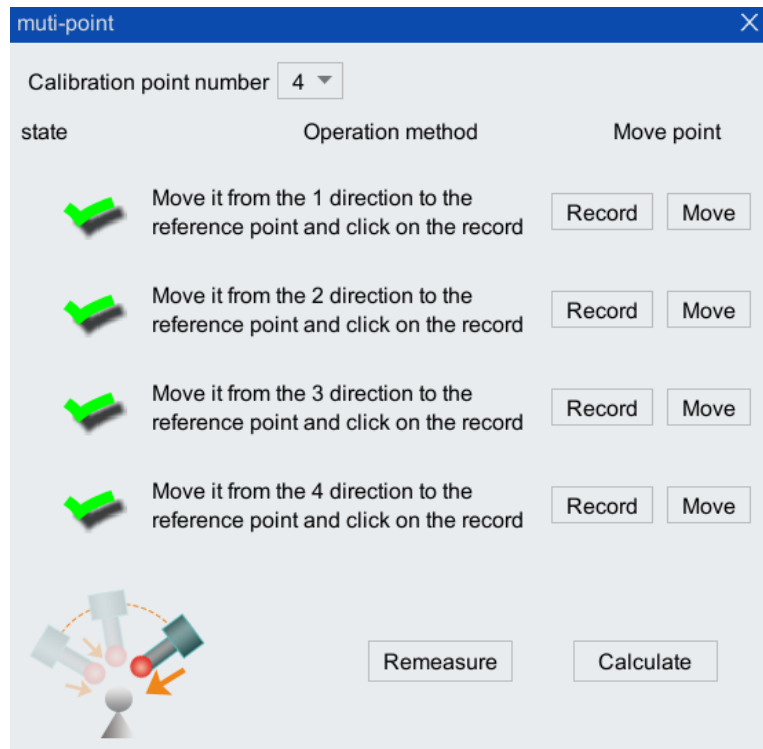 muti-point
Calibration point number 4
state Operation method Move point
Move it from the 1 direction to the
reference point and click on the record
Record Move
Move it from the 2 direction to the
reference point and click on the record
Record Move
Move it from the 3 direction to the
reference point and click on the record
Record Move
Move it from the 4 direction to the
reference point and click on the record
Record Move
Remeasure Calculate